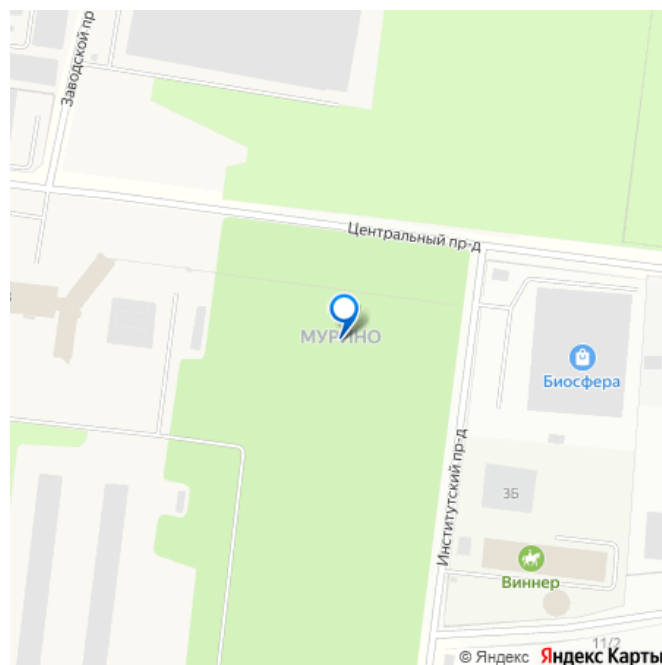 Заводской пр
Центральный пр-д
МУРИНО
Биосфера
Институтский пр-д
3Б
Виннер
11/2
© Яндекс Яндекс Карты